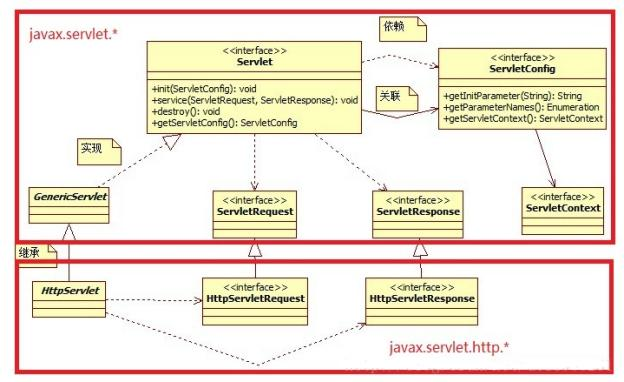 javax.servlet.*
<<interface>>
Servlet
+init(ServletConfig): void
+service(ServletRequest, ServletResponse): void
+destroy(): void
+getServletConfig(): ServletConfig
依赖
<<interface>>
ServletConfig
+getInitParameter(String): String
+getParameterNames(): Enumeration
+getServletContext(): ServletContext
关联
实现
GenericServlet
<<interface>>
ServletRequest
<<interface>>
ServletResponse
<<interface>>
ServletContext
继承
HttpServlet
<<interface>>
HttpServletRequest
<<interface>>
HttpServletResponse
javax.servlet.http.*